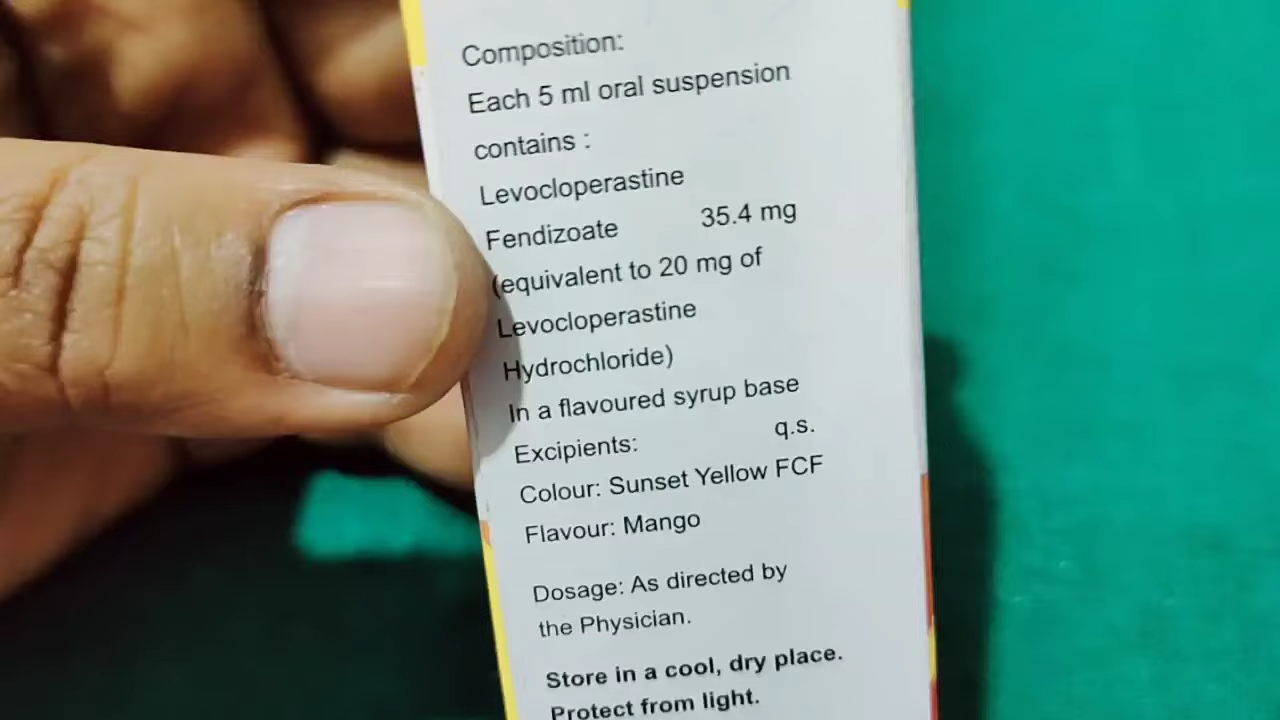 Composition:
Each 5 ml oral suspension
contains :
Levocloperastine
Fendizoate 35.4 mg
(equivalent to 20 mg of
Levocloperastine
Hydrochloride)
In a flavoured syrup base
Excipients: q.s.
Colour: Sunset Yellow FCF
Flavour: Mango
Dosage: As directed by
the Physician.
Store in a cool, dry place.
Protect from light.